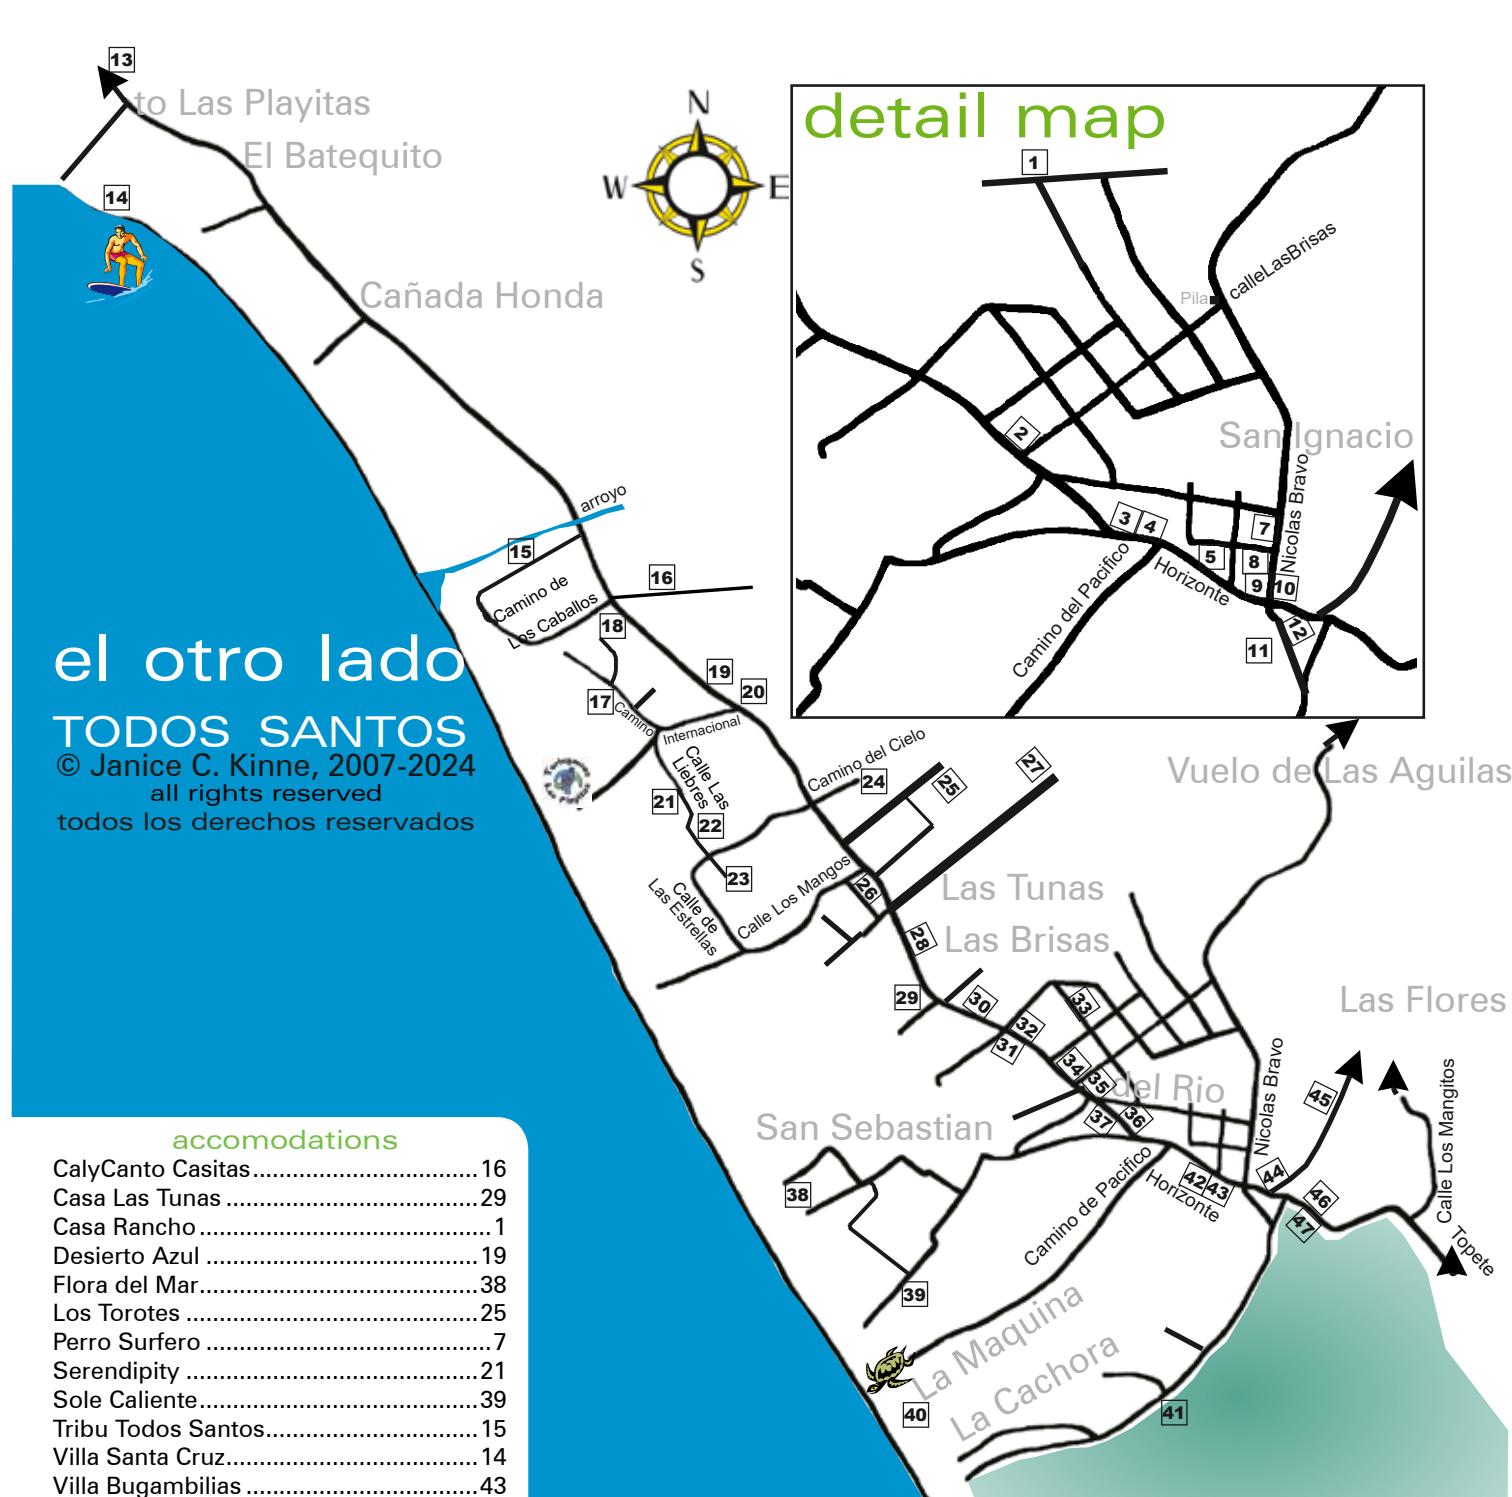 13
to Las Playitas
El Batequito
14
N
W
E
S
Cañada Honda
detail map
1
Pila
calleLasBrisas
2
San Ignacio
Nicolas Bravo
3
4
5
7
8
9
10
11
12
Camino del Pacifico
Horizonte
arroyo
15
16
Camino de
Los Caballos
18
17
19
20
Camino
Internacional
Calle Las
Liebres
21
22
23
Camino del Cielo
24
25
27
26
Calle Los Mangos
Calle de
Las Estrellas
28
29
Vuelo de Las Aguilas
Las Tunas
Las Brisas
Las Flores
30
31
32
33
34
35
del Rio
36
37
Nicolas Bravo
45
Calle Los Mangitos
San Sebastian
38
39
Camino de Pacifico
Horizonte
42
43
44
46
47
Topete
La Maquina
La Cachora
40
41
el otro lado
TODOS SANTOS
© Janice C. Kinne, 2007-2024
all rights reserved
todos los derechos reservados
accomodations
CalyCanto Casitas..................................16
Casa Las Tunas ......................................29
Casa Rancho...........................................1
Desierto Azul .........................................19
Flora del Mar..........................................38
Los Torotes ............................................25
Perro Surfero ..........................................7
Serendipity .............................................21
Sole Caliente..........................................39
Tribu Todos Santos................................15
Villa Santa Cruz......................................14
Villa Bugambilias ...................................43